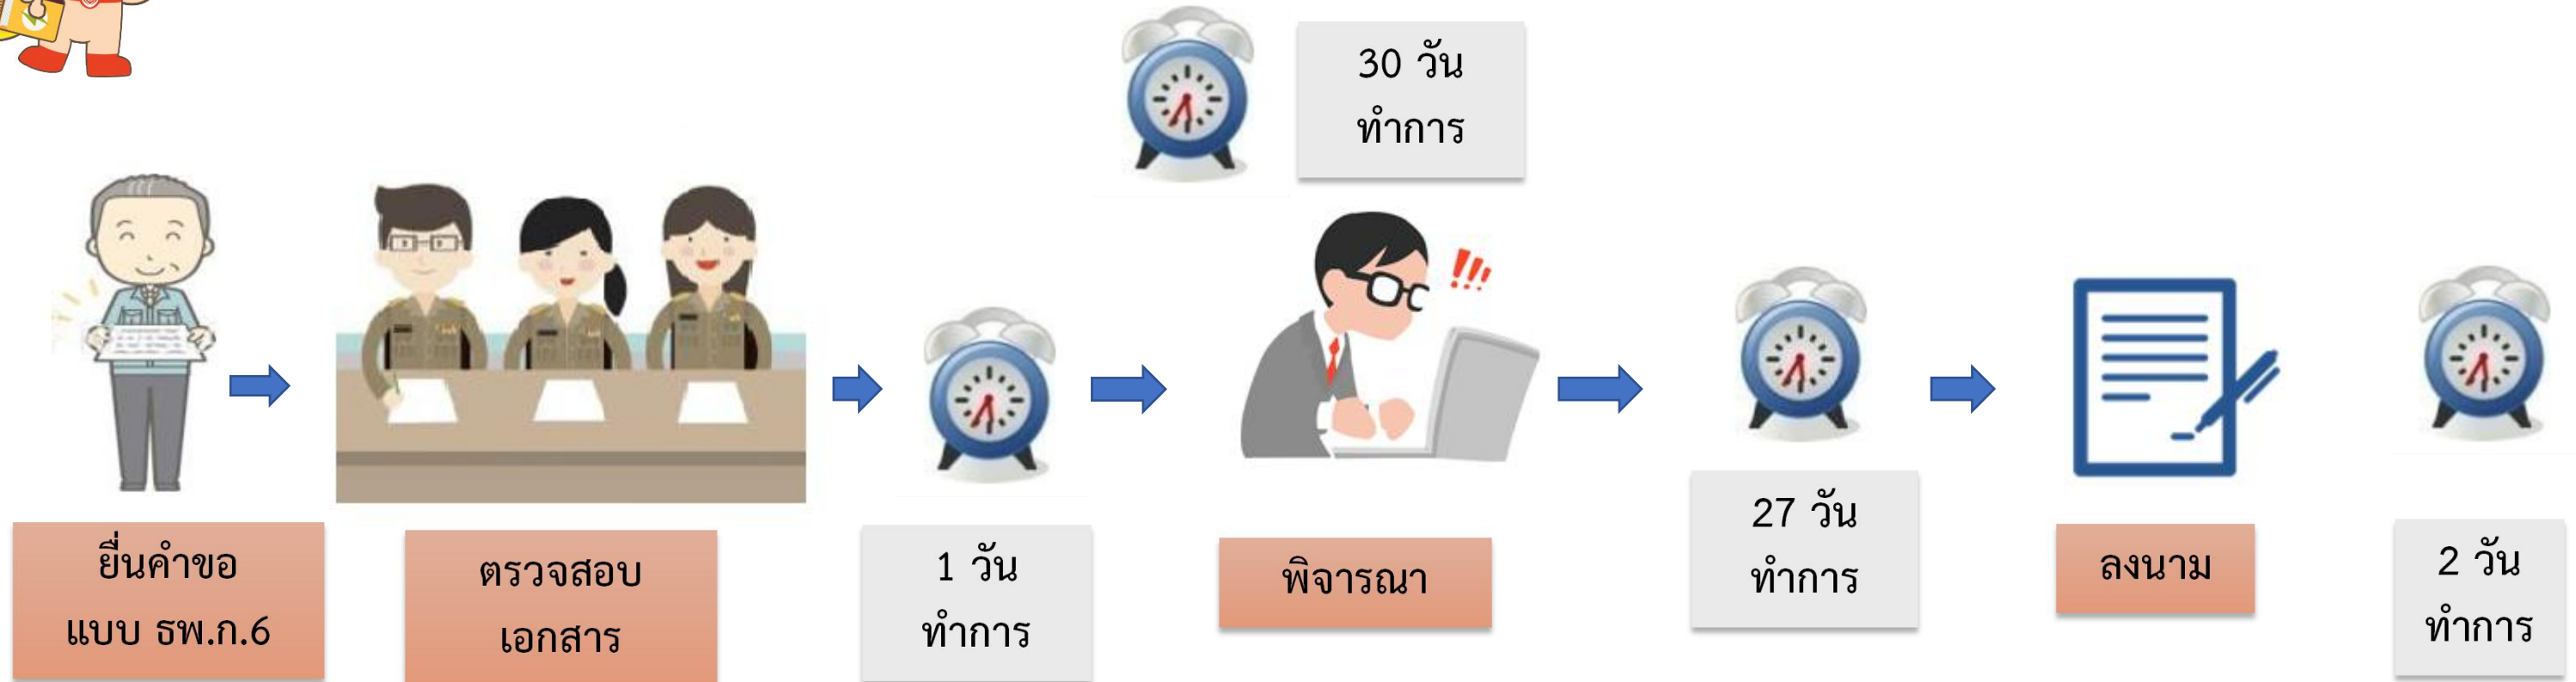 30 วัน
ทำการ
ยื่นคำขอ
แบบ ธพ.ก.6
ตรวจสอบ
เอกสาร
1 วัน
ทำการ
พิจารณา
27 วัน
ทำการ
ลงนาม
2 วัน
ทำการ